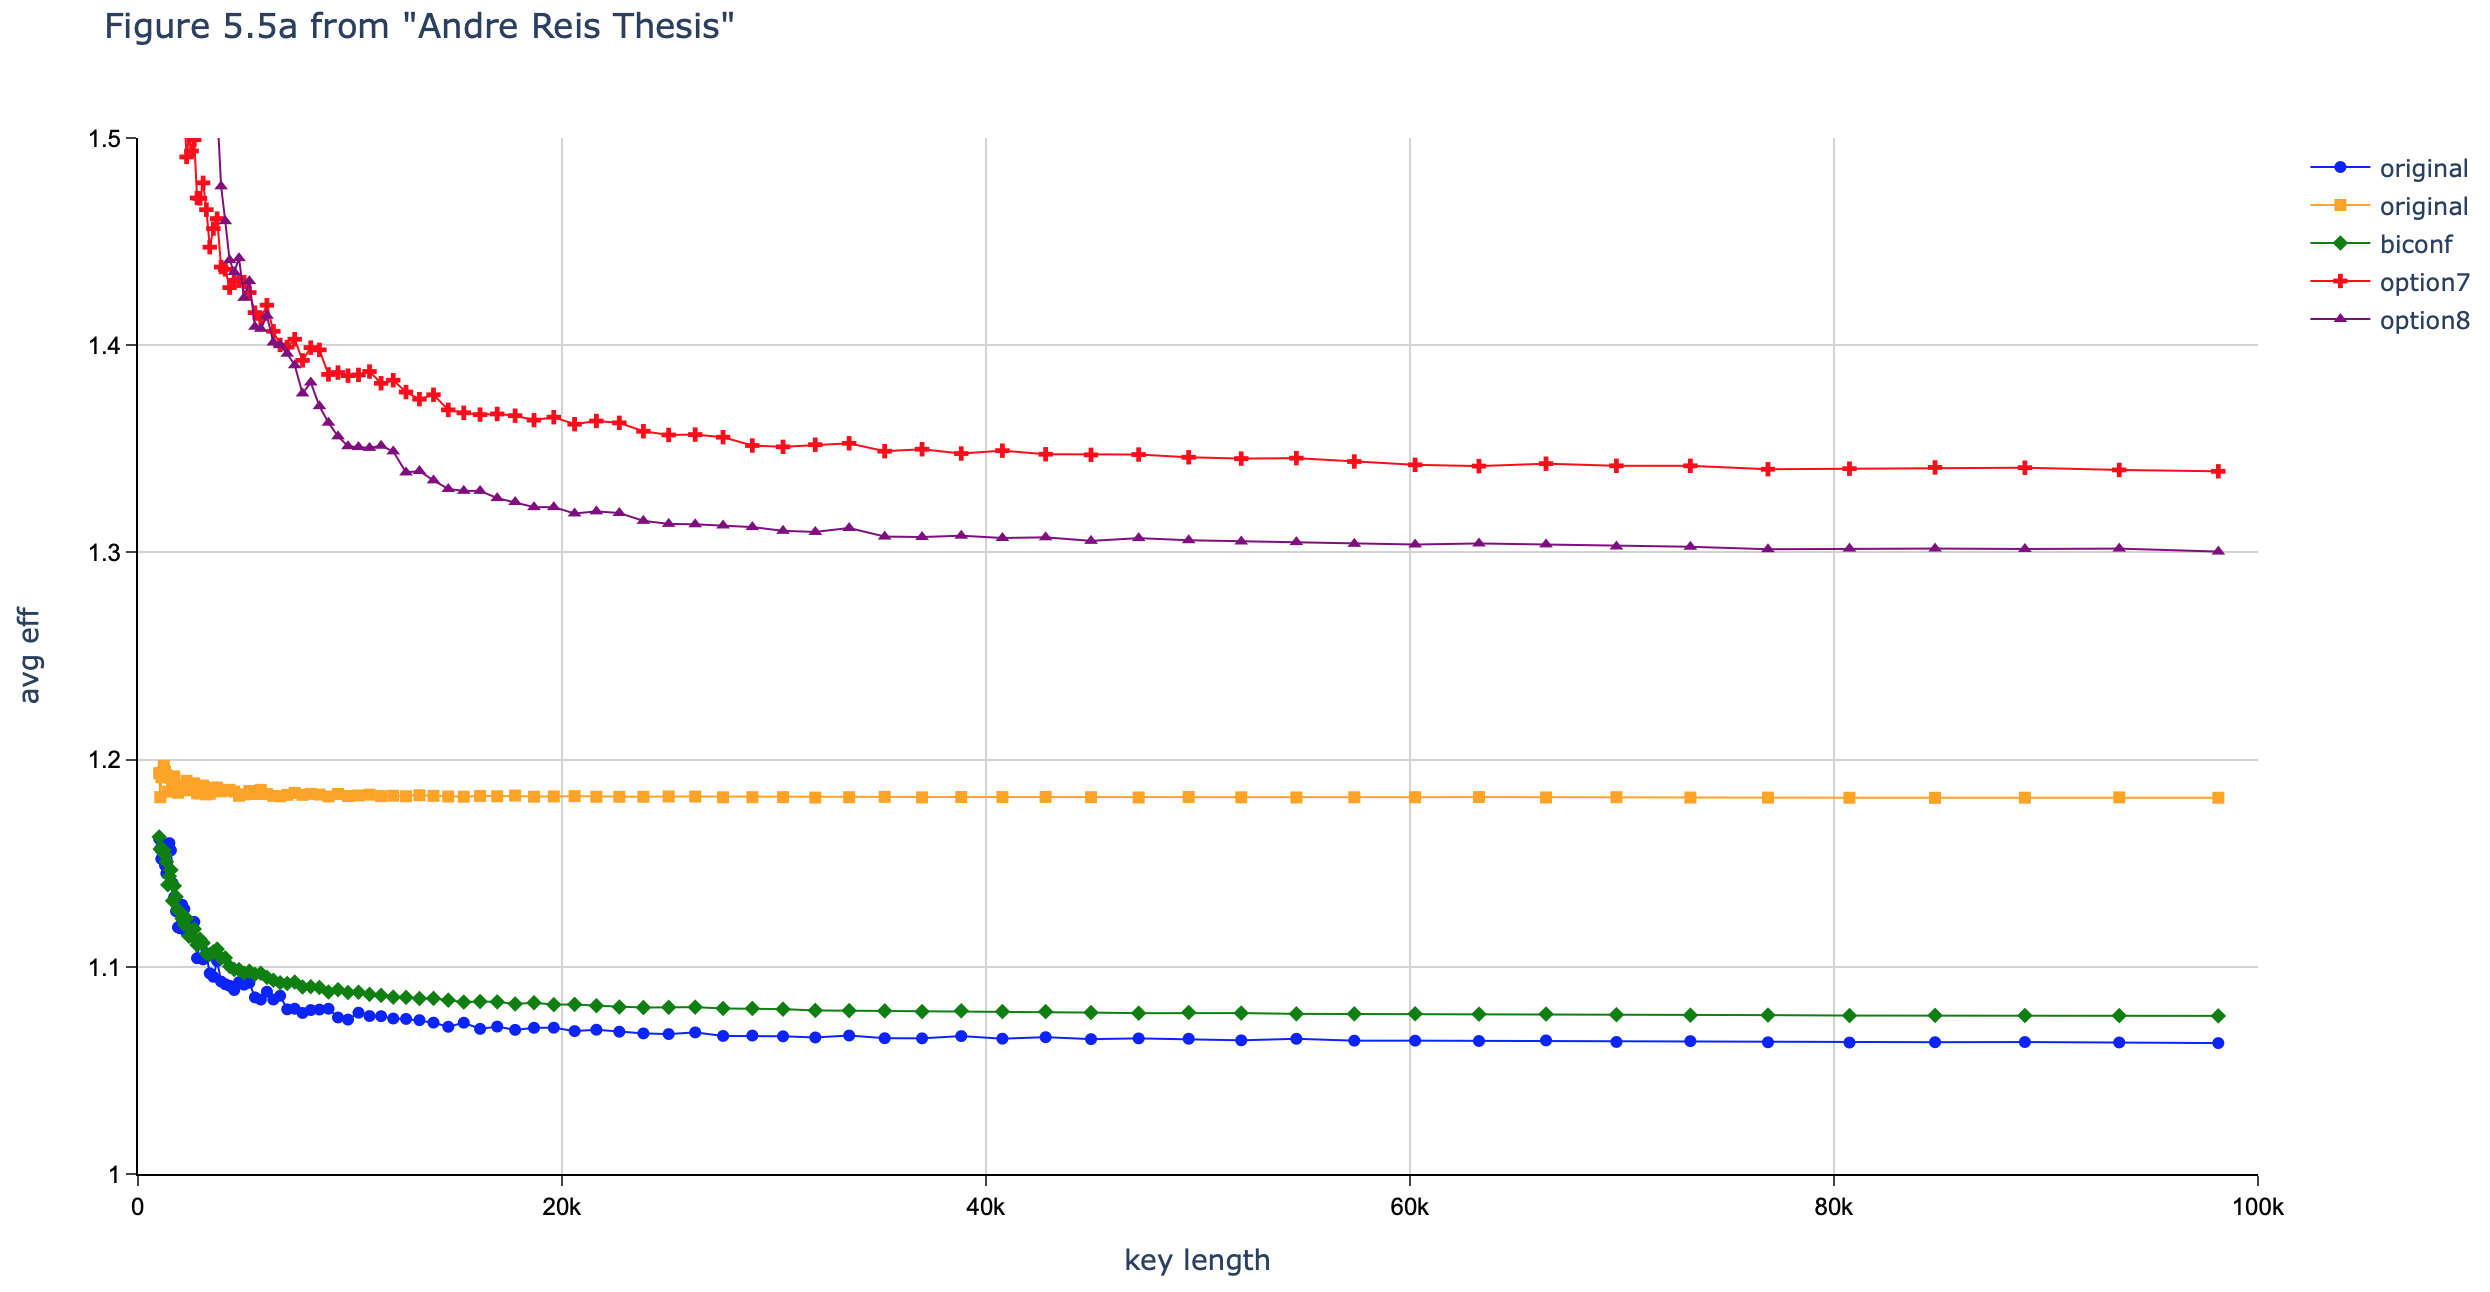 Figure 5.5a from "Andre Reis Thesis"
1.5
1.4
1.3
1.2
1.1
1
avg eff
0
20k
40k
60k
80k
100k
key length
original
original
biconf
option7
option8